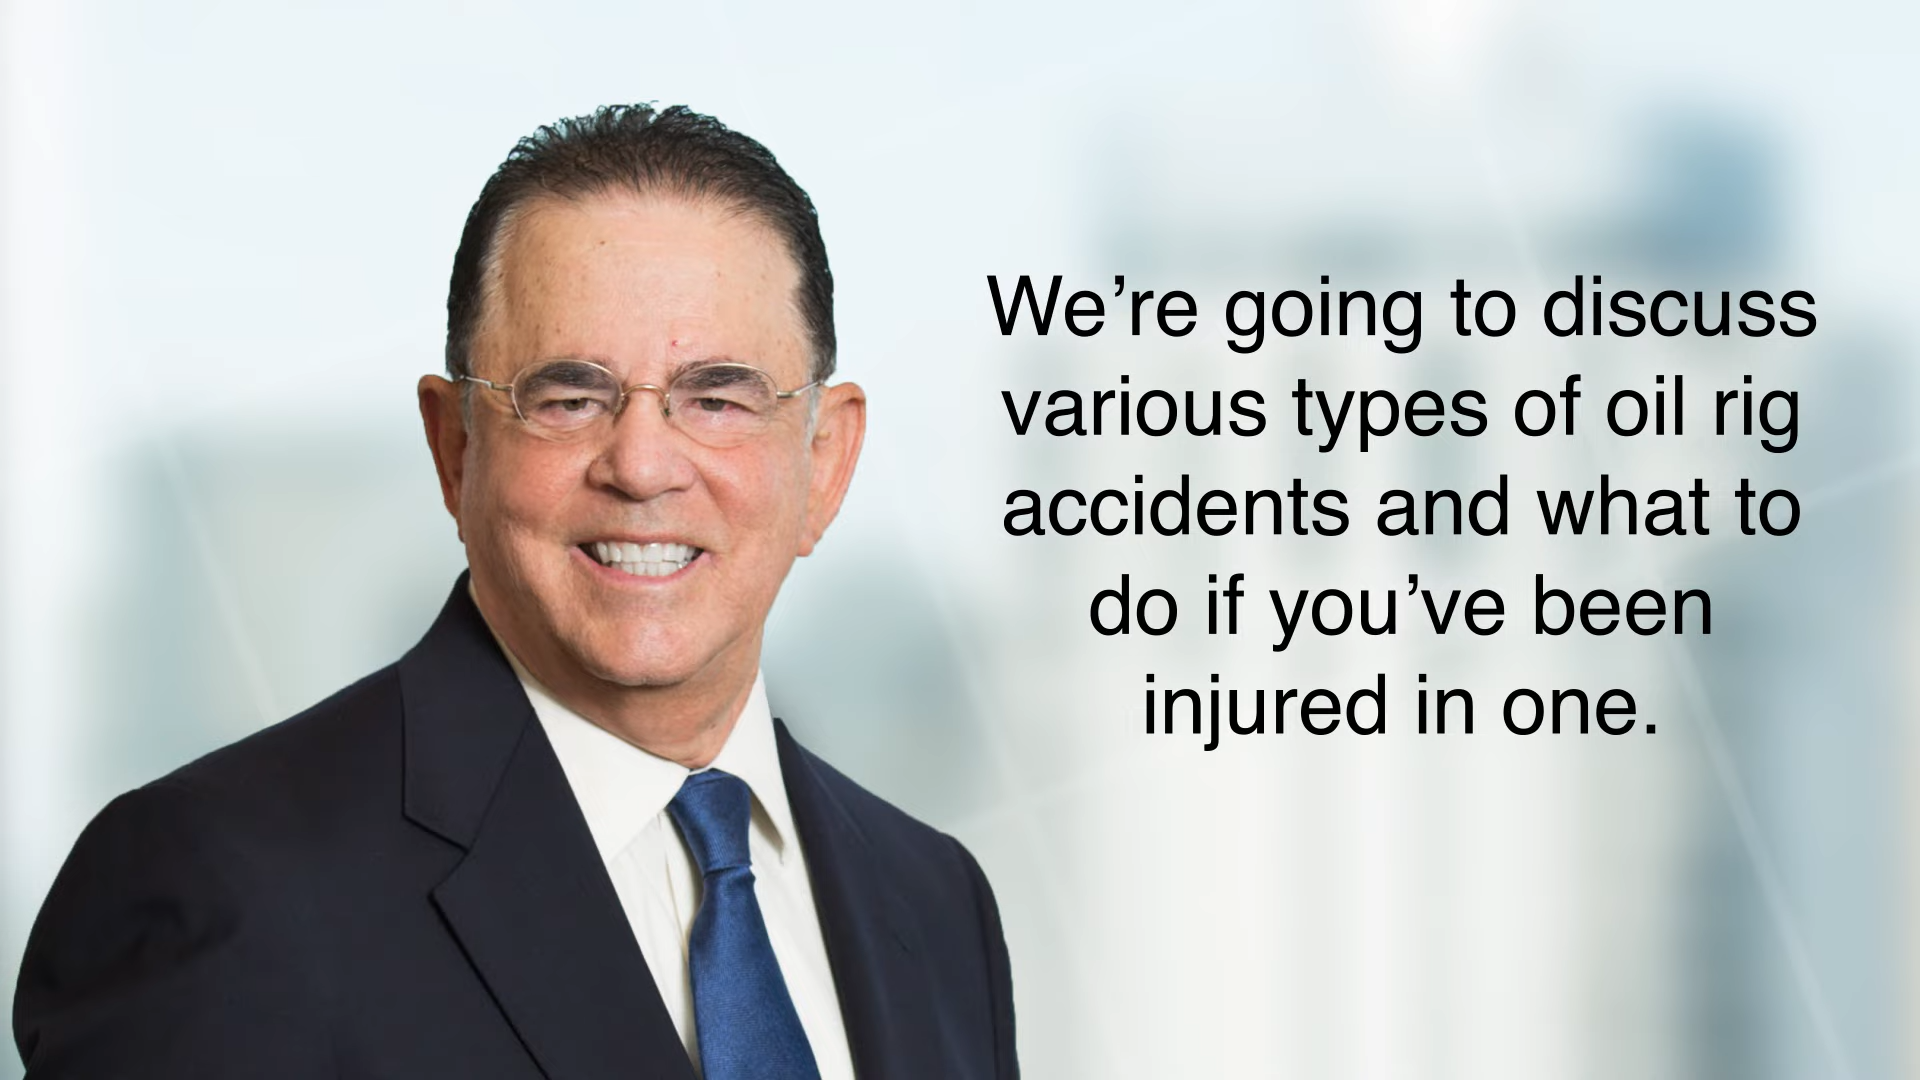 We’re going to discuss
various types of oil rig
accidents and what to
do if you’ve been
injured in one.